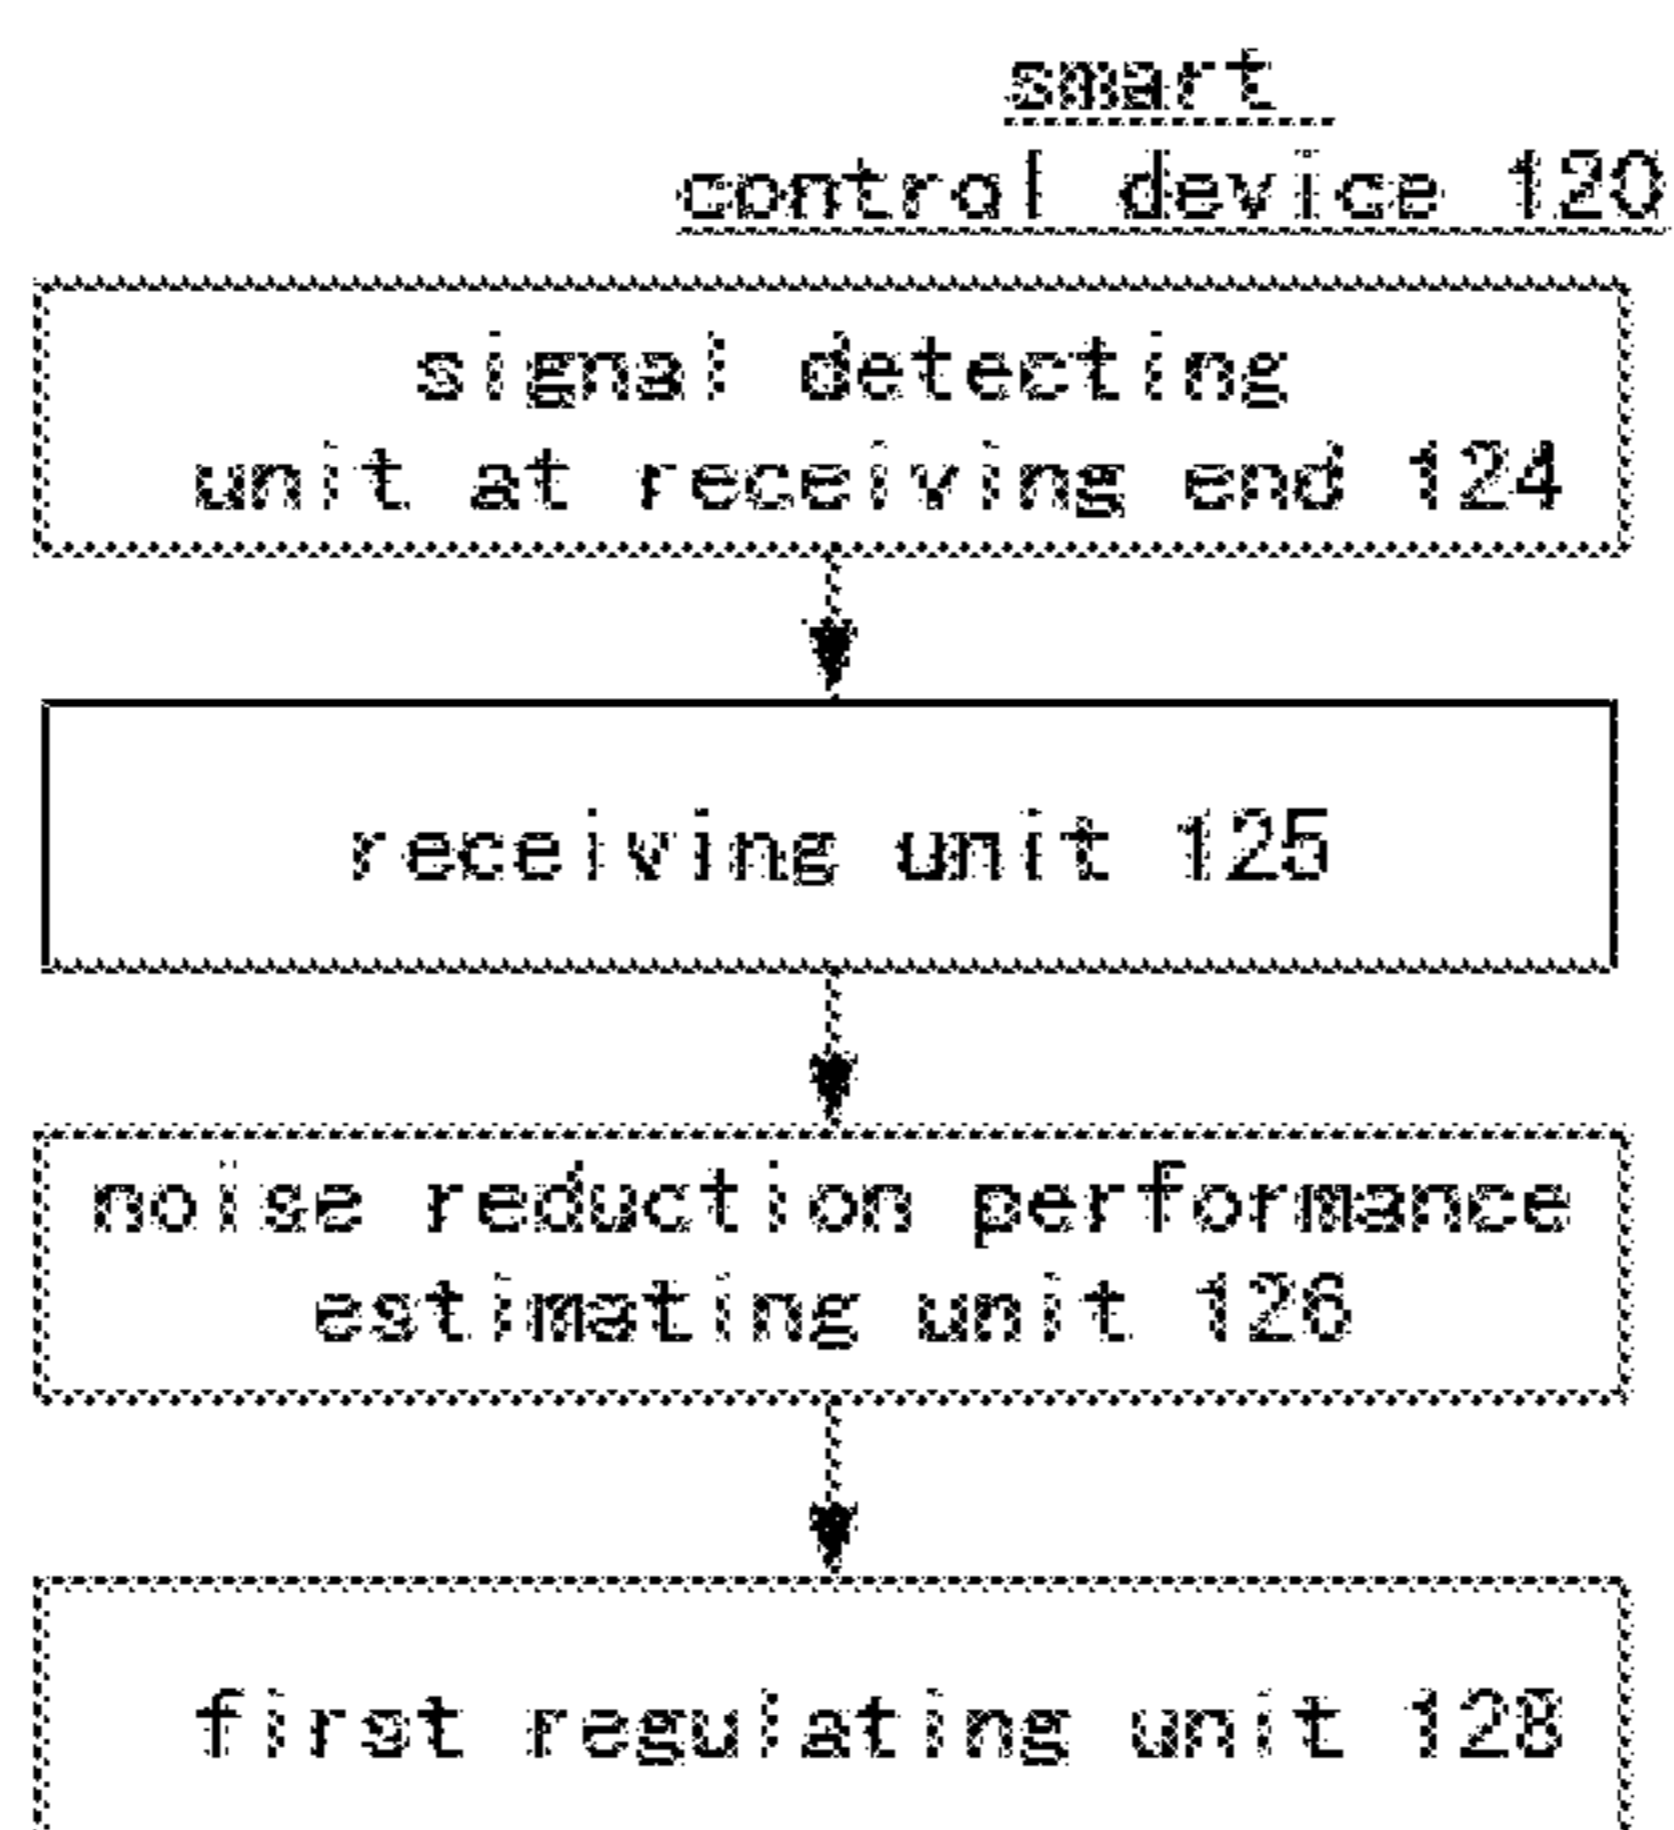 smart
control device 120
signal detecting
unit at receiving end 124
receiving unit 125
noise reduction performance
estimating unit 126
first regulating unit 128